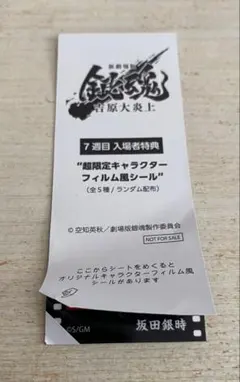 新劇場版
銀魂
吉原大炎上
7週目 入場者特典
“超限定キャラクター
フィルム風シール”
(全5種/ランダム配布)
© 空知英秋/劇場版銀魂製作委員会
NOT FOR SALE
ここからシートをめくると
オリジナルキャラクターフィルム風
シールがあります
DS/GM
坂田銀時